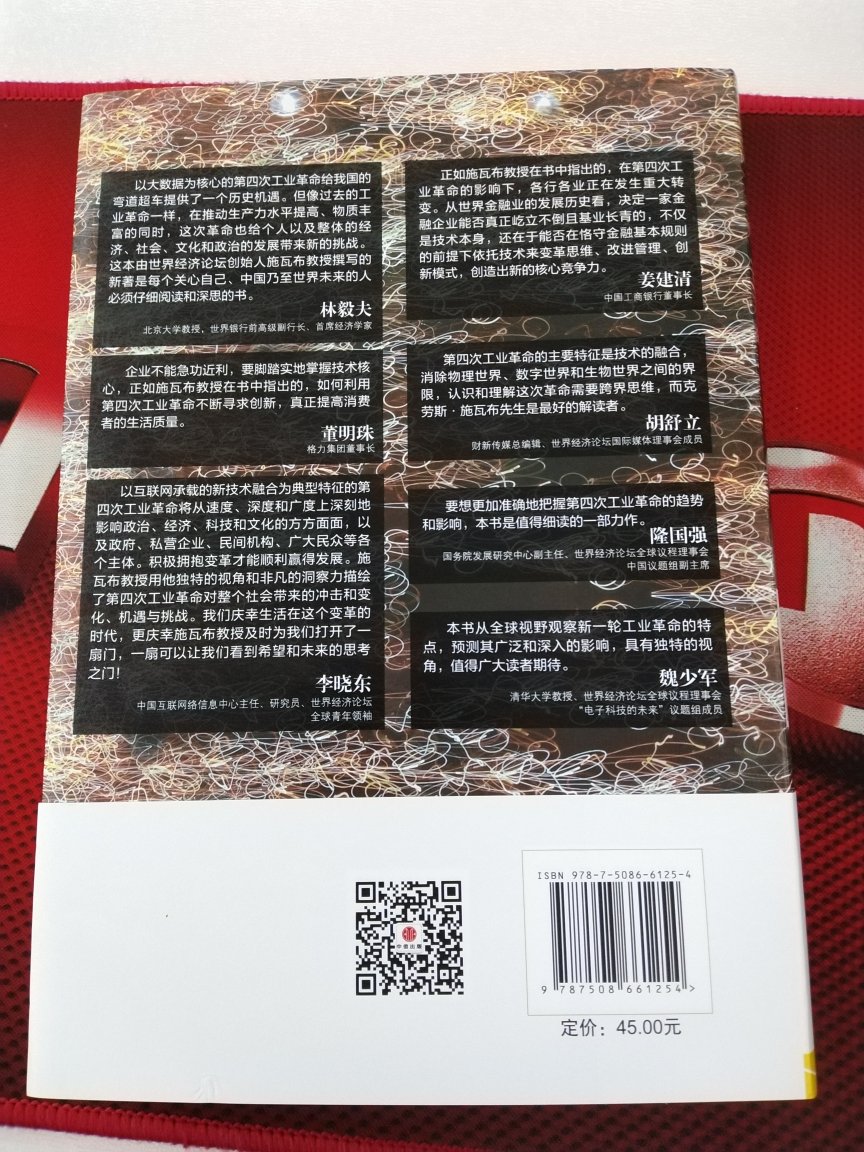 以大数据为核心的第四次工业革命给我国的
弯道超车提供了一个历史机遇。但像过去的工
业革命一样，在推动生产力水平提高、物质丰
富的同时，这次革命也给个人以及整体的经
济、社会、文化和政治的发展带来新的挑战。
这本由世界经济论坛创始人施瓦布教授撰写的
新著是每个关心自己、中国乃至世界未来的人
必须仔细阅读和深思的书。
林毅夫
北京大学教授、世界银行前高级副行长、首席经济学家
企业不能急功近利，要脚踏实地掌握技术核
心，正如施瓦布教授在书中指出的，如何利用
第四次工业革命不断寻求创新，真正提高消费
者的生活质量。
董明珠
格力集团董事长
以互联网承载的新技术融合为典型特征的第
四次工业革命将从速度、深度和广度上深刻地
影响政治、经济、科技和文化的方方面面，以
及政府、私营企业、民间机构、广大民众等各
个主体。积极拥抱变革才能顺利赢得发展。施
瓦布教授用他独特的视角和非凡的洞察力描绘
了第四次工业革命对整个社会带来的冲击和变
化、机遇与挑战。我们庆幸生活在这个变革的
时代，更庆幸施瓦布教授及时为我们打开了一
扇门，一扇可以让我们看到希望和未来的思考
之门！
李晓东
中国互联网络信息中心主任、研究员、世界经济论坛
全球青年领袖
正如施瓦布教授在书中指出的，在第四次工
业革命的影响下，各行各业正在发生重大转
变。从世界金融业的发展历史看，决定一家金
融企业能否真正屹立不倒且基业长青的，不仅
是技术本身，还在于能否在恪守金融基本规则
的前提下依托技术来变革思维、改进管理、创
新模式，创造出新的核心竞争力。
姜建清
中国工商银行董事长
第四次工业革命的主要特征是技术的融合，
消除物理世界、数字世界和生物世界之间的界
限，认识和理解这次革命需要跨界思维，而克
劳斯·施瓦布先生是最好的解读者。
胡舒立
财新传媒总编辑、世界经济论坛国际媒体理事会成员
要想更加准确地把握第四次工业革命的趋势
和影响，本书是值得细读的一部力作。
隆国强
国务院发展研究中心副主任、世界经济论坛全球议程理事会
中国议题组副主席
本书从全球视野观察新一轮工业革命的特
点，预测其广泛和深入的影响，具有独特的视
角，值得广大读者期待。
魏少军
清华大学教授、世界经济论坛全球议程理事会
“电子科技的未来”议题组成员
中信出版
ISBN 978-7-5086-6125-4
9 787508 661254 >
定价：45.00元